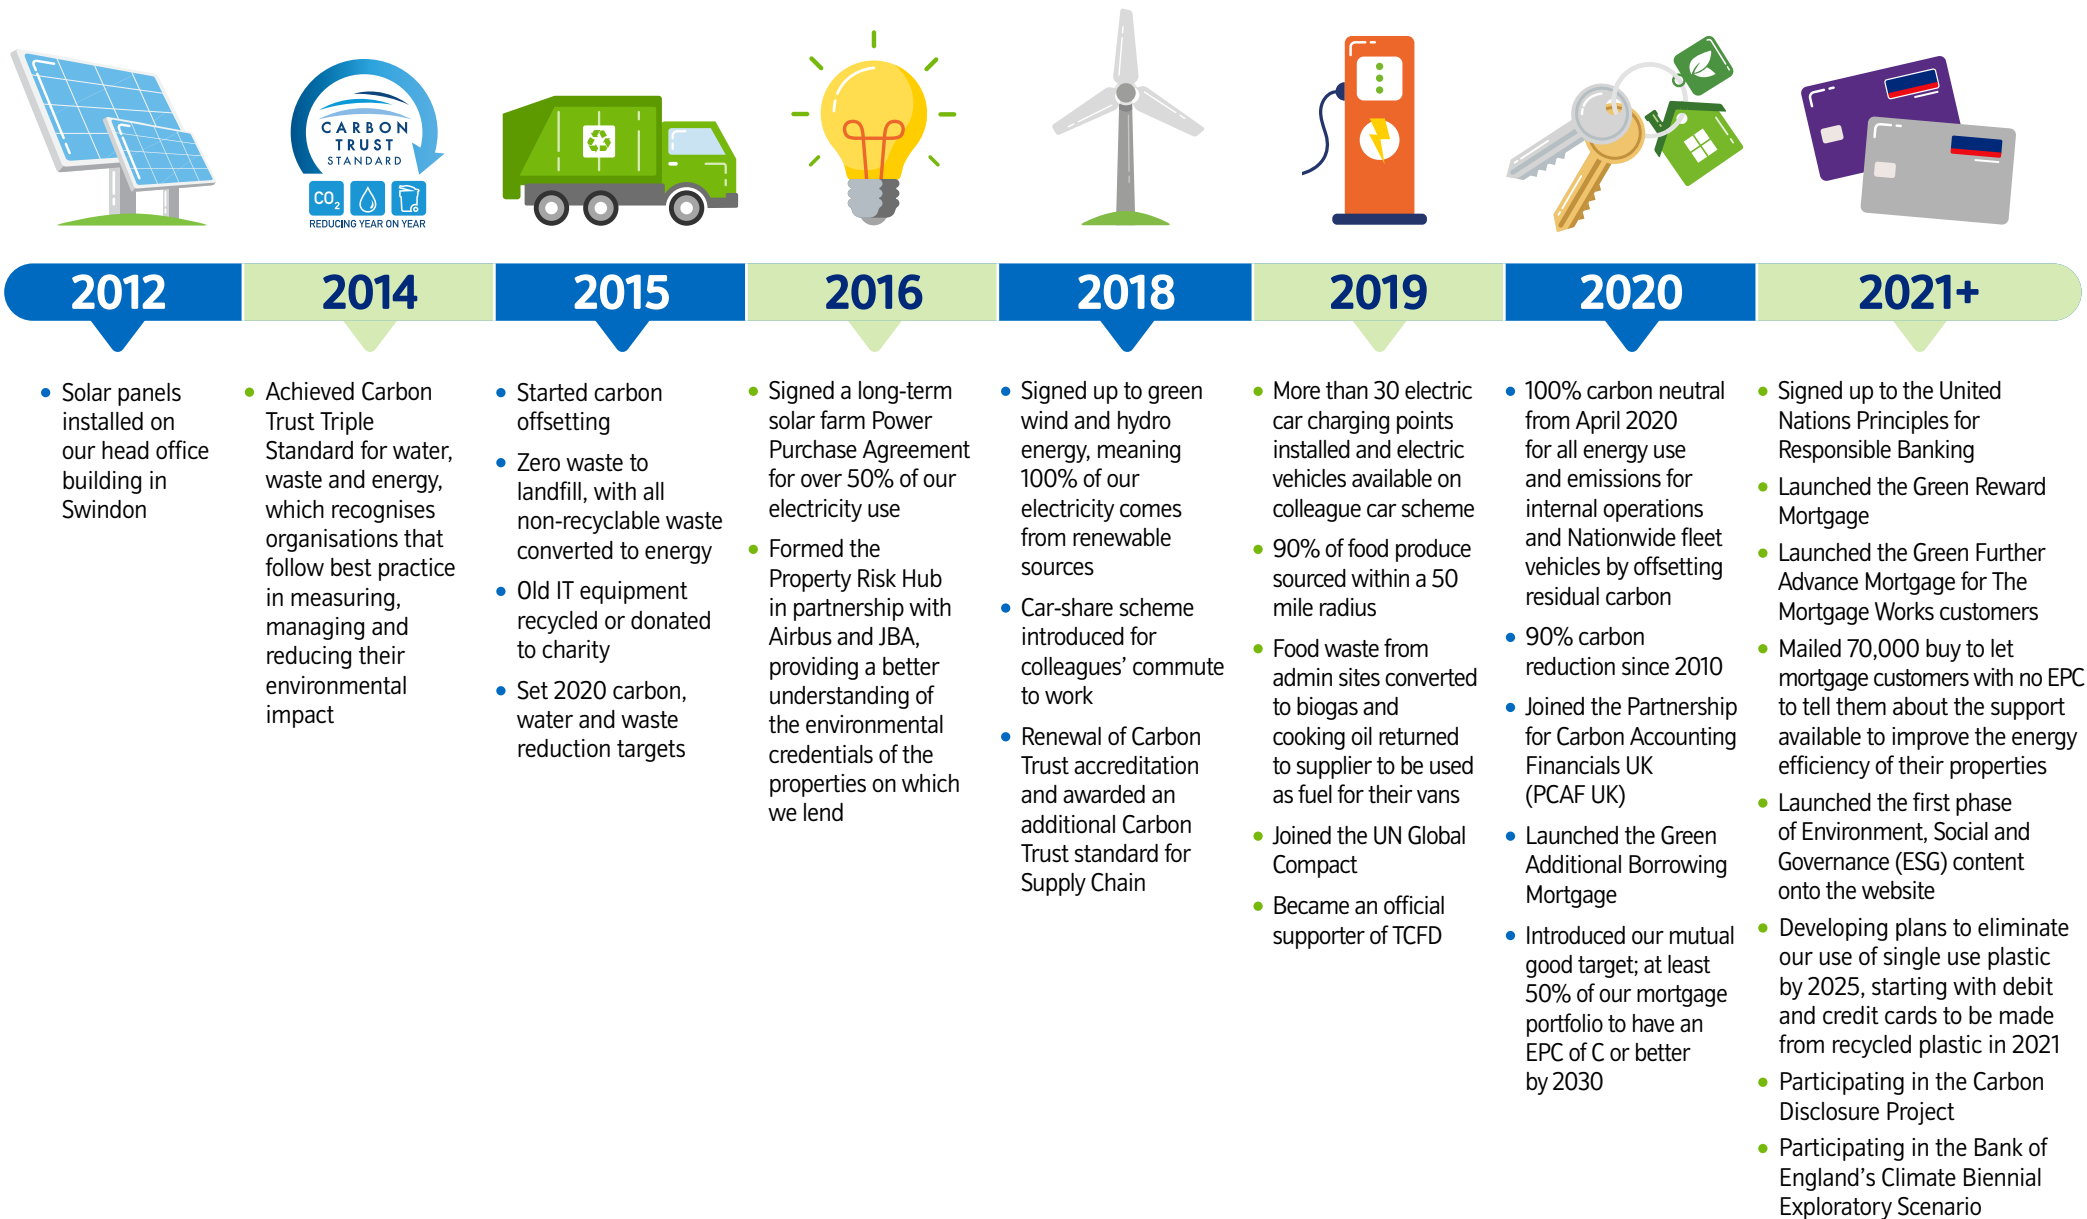 CARBON
TRUST
STANDARD
CO₂
REDUCING YEAR ON YEAR
2012
2014
2015
2016
2018
2019
2020
2021+
• Solar panels
installed on
our head office
building in
Swindon
• Achieved Carbon
Trust Triple
Standard for water,
waste and energy,
which recognises
organisations that
follow best practice
in measuring,
managing and
reducing their
environmental
impact
• Started carbon
offsetting
• Zero waste to
landfill, with all
non-recyclable waste
converted to energy
• Old IT equipment
recycled or donated
to charity
• Set 2020 carbon,
water and waste
reduction targets
• Signed a long-term
solar farm Power
Purchase Agreement
for over 50% of our
electricity use
• Formed the
Property Risk Hub
in partnership with
Airbus and JBA,
providing a better
understanding of
the environmental
credentials of the
properties on which
we lend
• Signed up to green
wind and hydro
energy, meaning
100% of our
electricity comes
from renewable
sources
• Car-share scheme
introduced for
colleagues’ commute
to work
• Renewal of Carbon
Trust accreditation
and awarded an
additional Carbon
Trust standard for
Supply Chain
• More than 30 electric
car charging points
installed and electric
vehicles available on
colleague car scheme
• 90% of food produce
sourced within a 50
mile radius
• Food waste from
admin sites converted
to biogas and
cooking oil returned
to supplier to be used
as fuel for their vans
• Joined the UN Global
Compact
• Became an official
supporter of TCFD
• 100% carbon neutral
from April 2020
for all energy use
and emissions for
internal operations
and Nationwide fleet
vehicles by offsetting
residual carbon
• 90% carbon
reduction since 2010
• Joined the Partnership
for Carbon Accounting
Financials UK
(PCAF UK)
• Launched the Green
Additional Borrowing
Mortgage
• Introduced our mutual
good target; at least
50% of our mortgage
portfolio to have an
EPC of C or better
by 2030
• Signed up to the United
Nations Principles for
Responsible Banking
• Launched the Green Reward
Mortgage
• Launched the Green Further
Advance Mortgage for The
Mortgage Works customers
• Mailed 70,000 buy to let
mortgage customers with no EPC
to tell them about the support
available to improve the energy
efficiency of their properties
• Launched the first phase
of Environment, Social and
Governance (ESG) content
onto the website
• Developing plans to eliminate
our use of single use plastic
by 2025, starting with debit
and credit cards to be made
from recycled plastic in 2021
• Participating in the Carbon
Disclosure Project
• Participating in the Bank of
England’s Climate Biennial
Exploratory Scenario